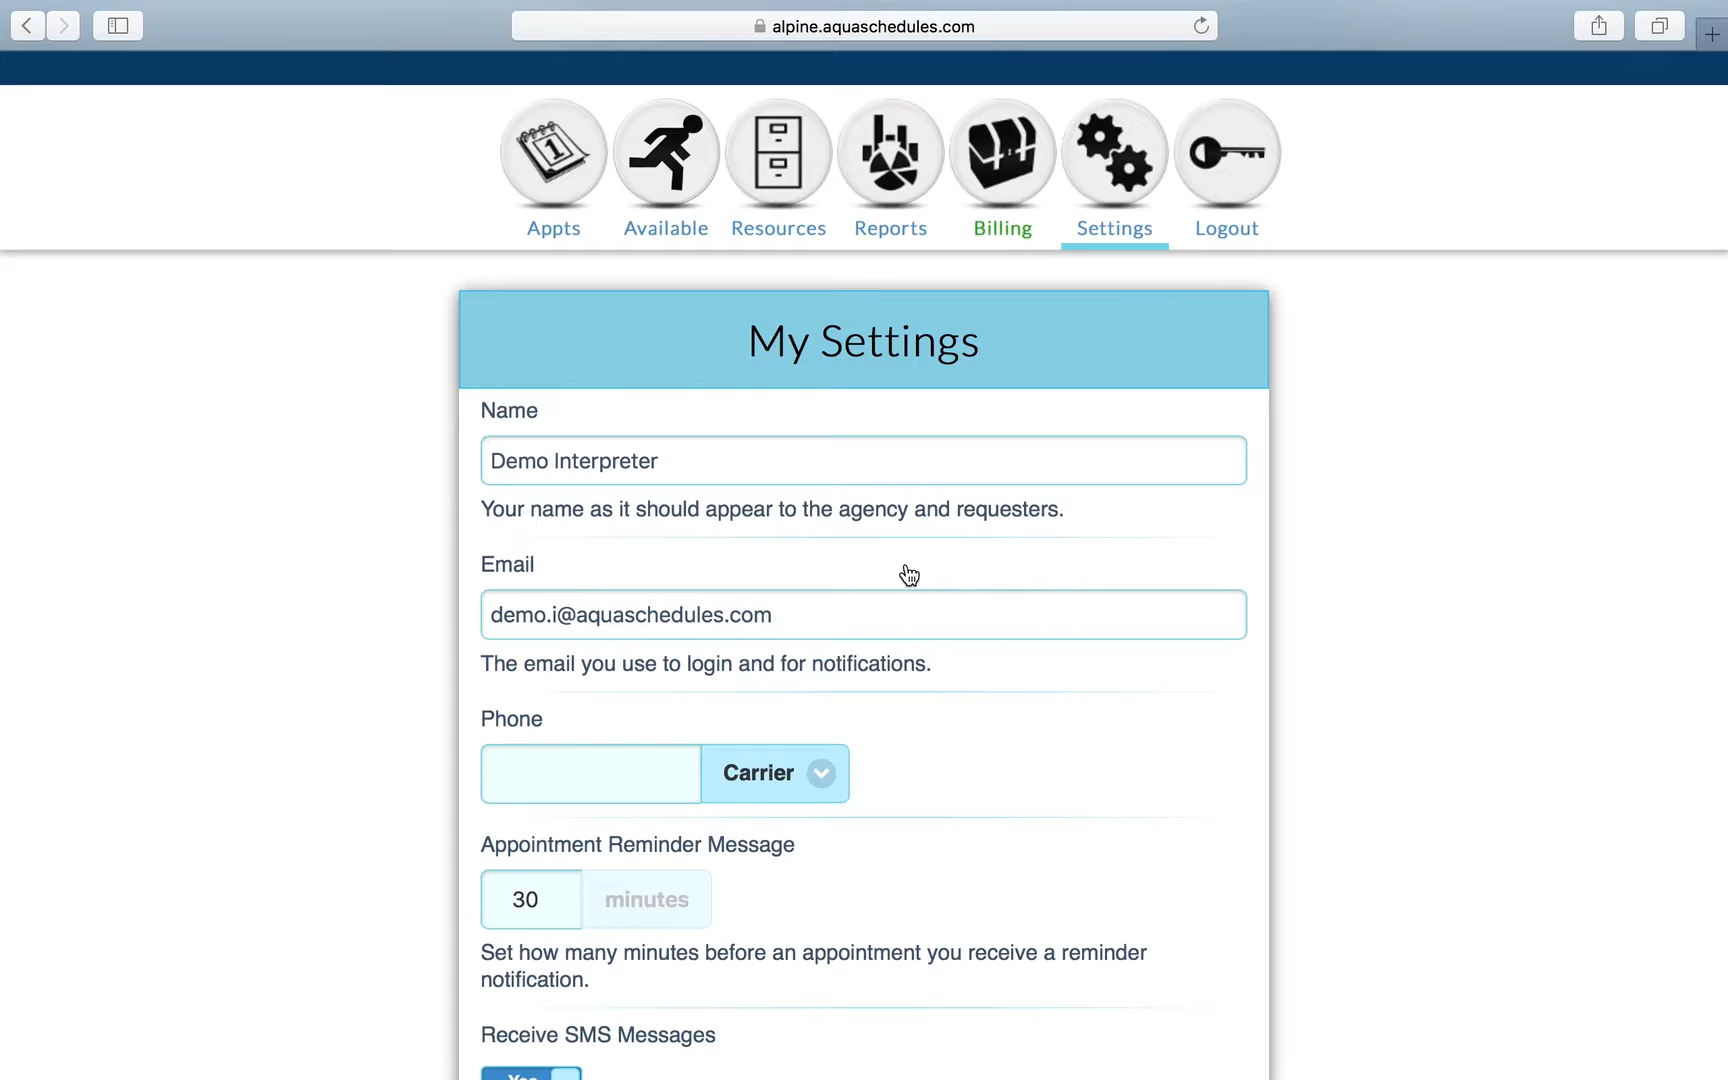 alpine.aquaschedules.com
1
Appts
Available
Resources
Reports
Billing
Settings
Logout
My Settings
Name
Demo Interpreter
Your name as it should appear to the agency and requesters.
Email
demo.i@aquaschedules.com
The email you use to login and for notifications.
Phone
Carrier
Appointment Reminder Message
30 minutes
Set how many minutes before an appointment you receive a reminder
notification.
Receive SMS Messages
Yes